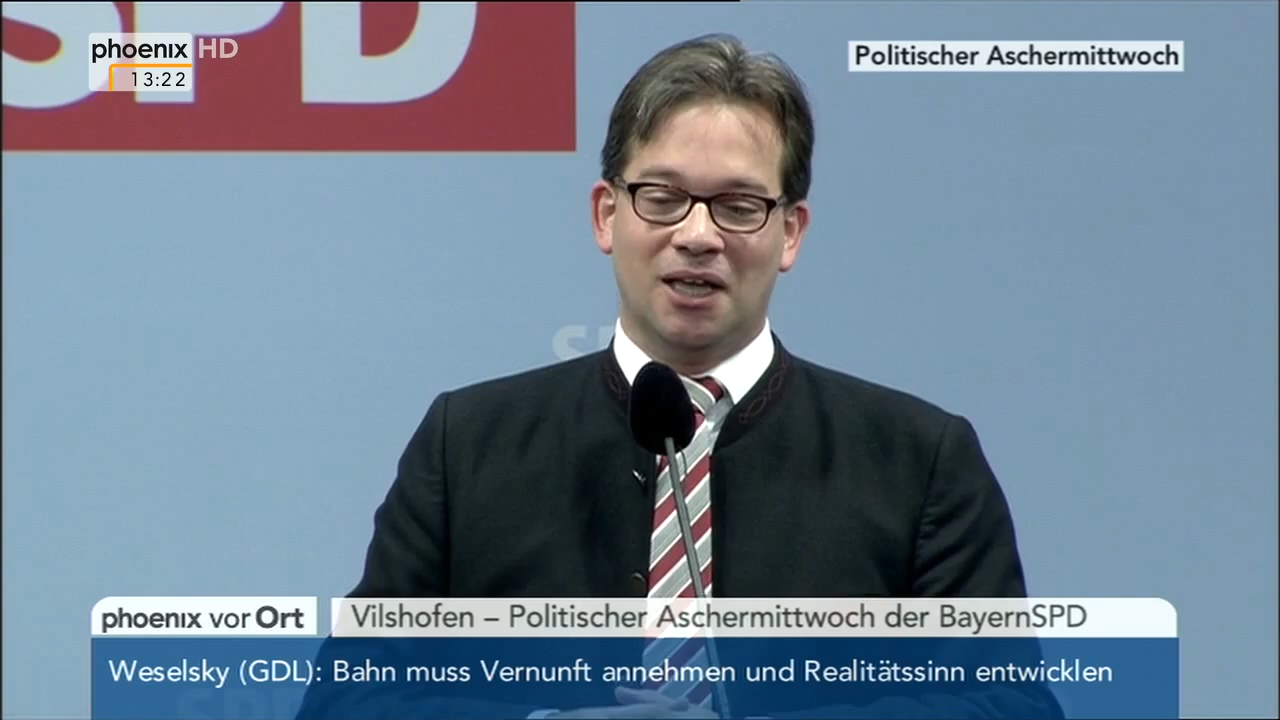 SPD
phoenix HD
13:22
Politischer Aschermittwoch
phoenix vor Ort
Vilshofen – Politischer Aschermittwoch der BayernSPD
Weselsky (GDL): Bahn muss Vernunft annehmen und Realitätssinn entwicklen